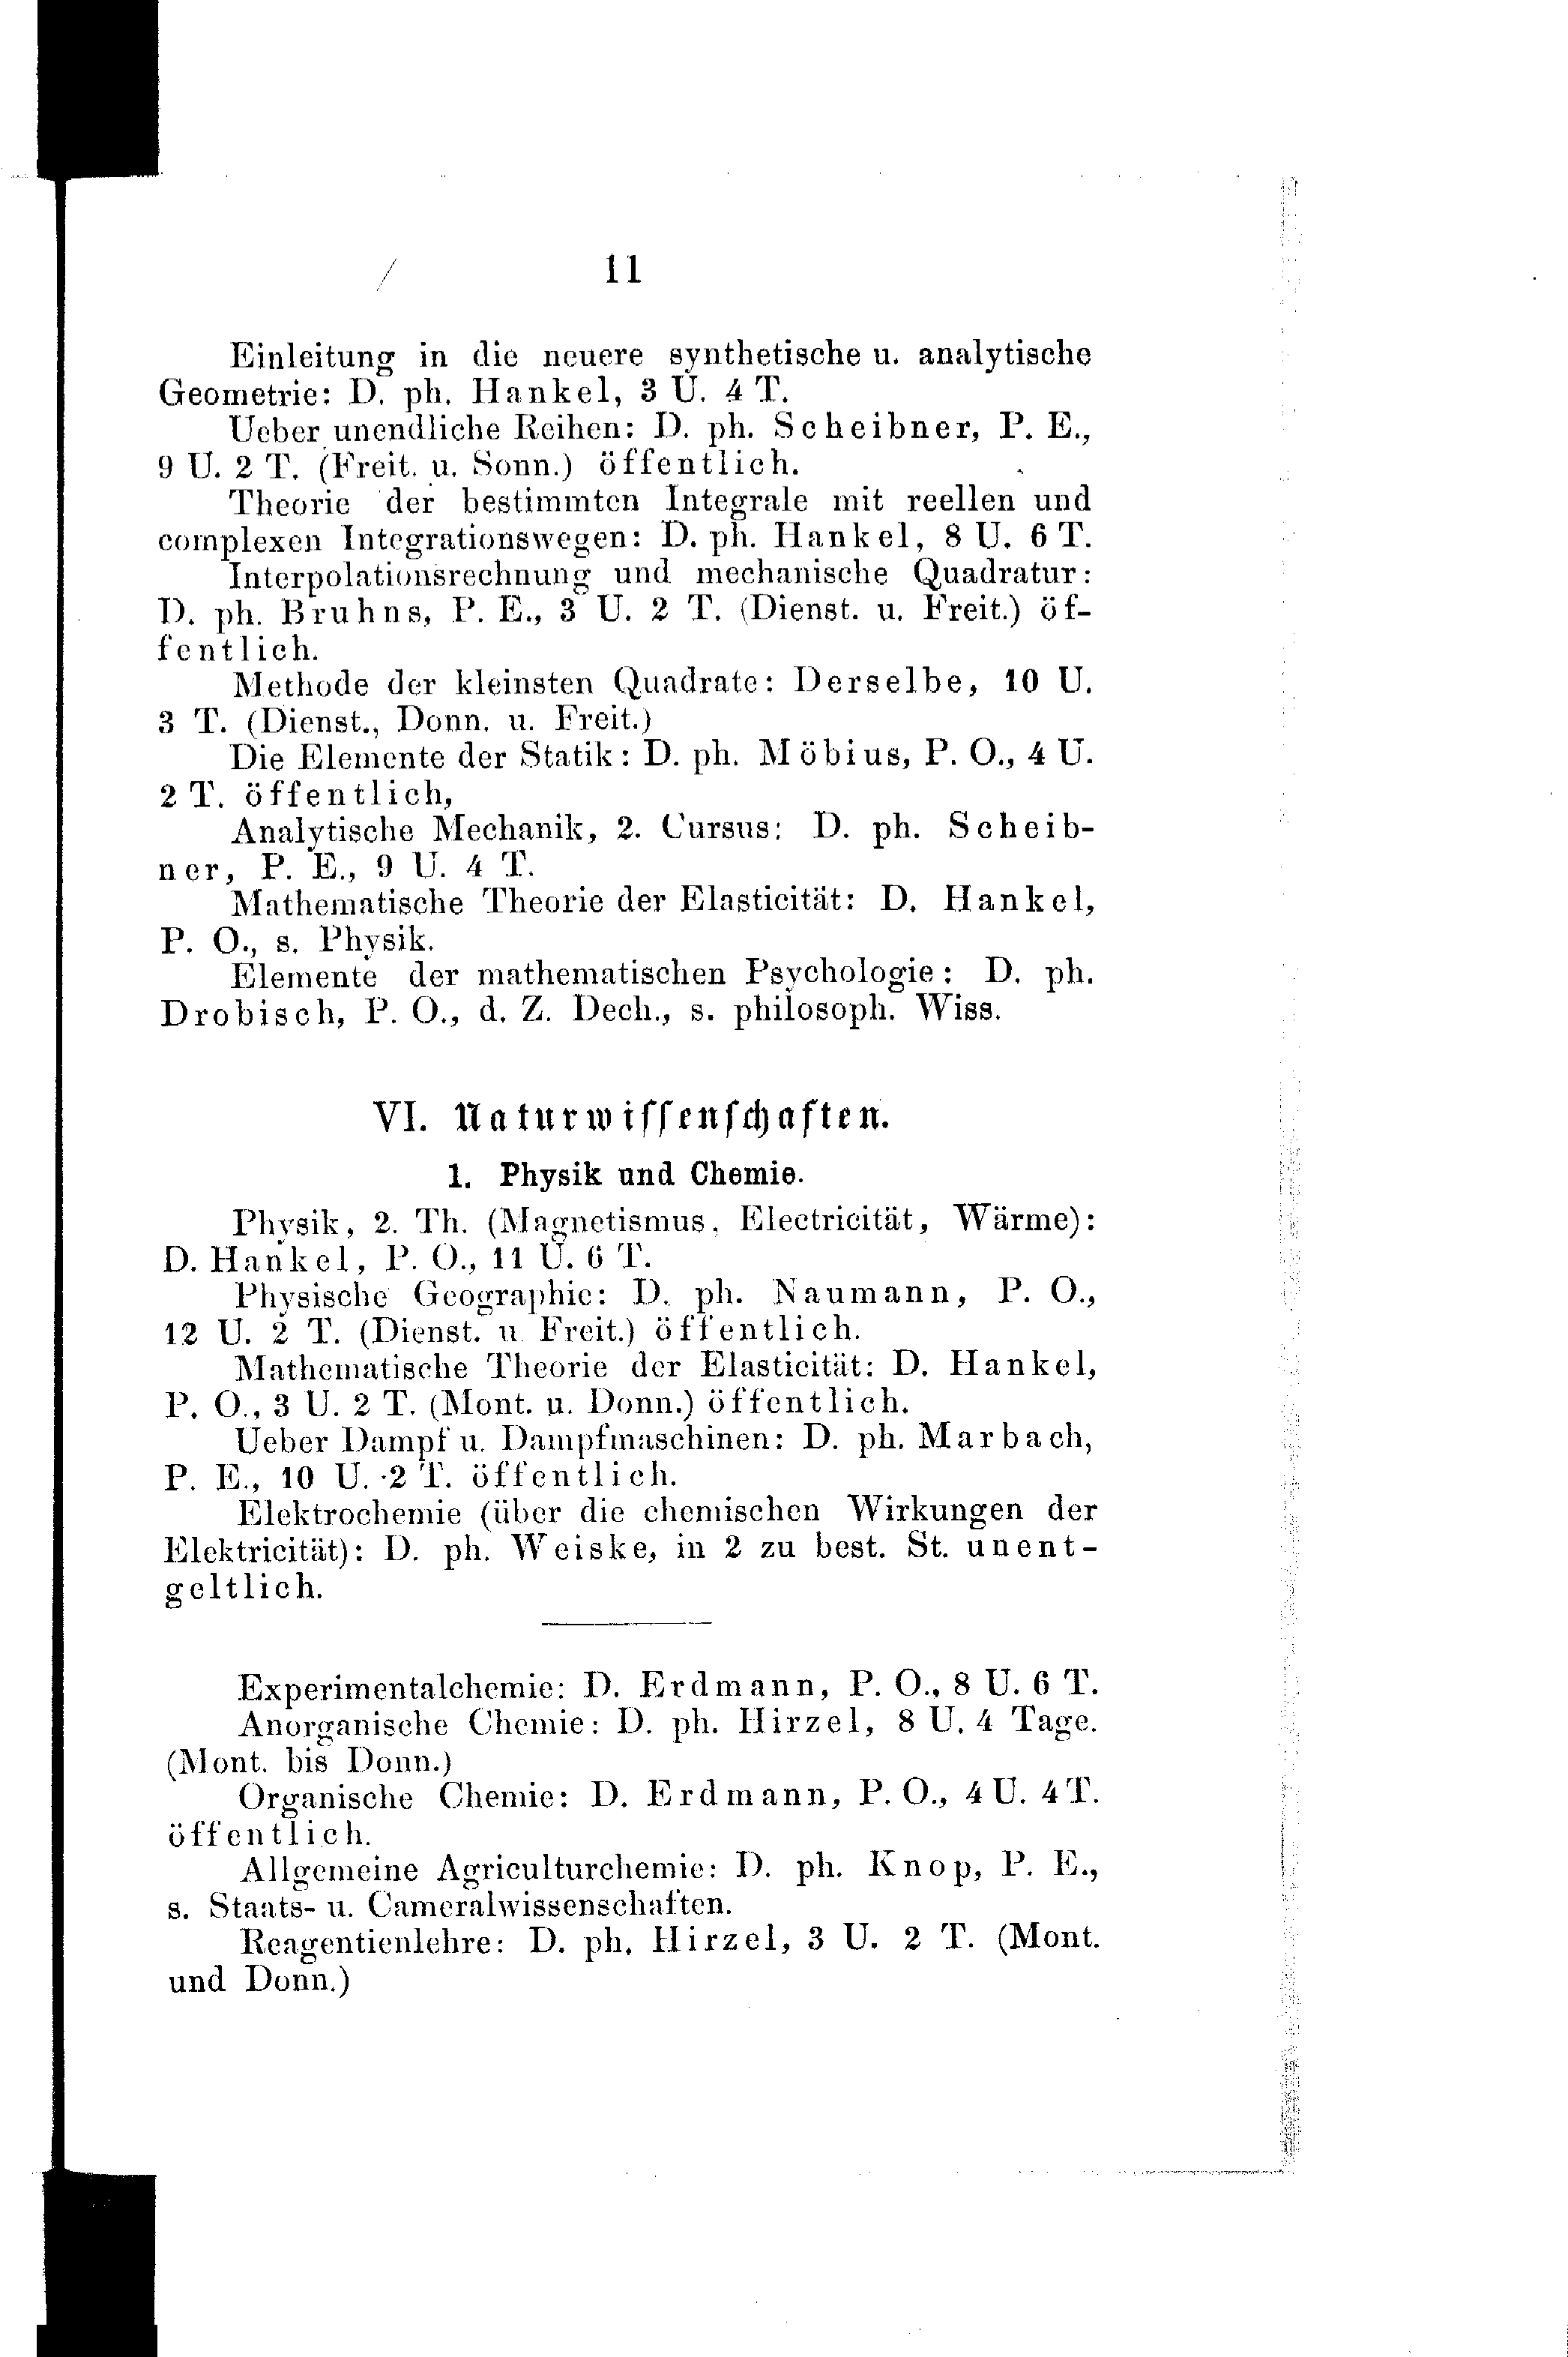 11
Einleitung in die neuere synthetische u. analytische
Geometrie: D. ph. Hankel, 3 U. 4 T.
Ueber unendliche Reihen: D. ph. Scheibner, P. E.,
9 U. 2 T. (Freit. u. Sonn.) öffentlich.
Theorie der bestimmten Integrale mit reellen und
complexen Integrationswegen: D. ph. Hankel, 8 U. 6 T.
Interpolationsrechnung und mechanische Quadratur:
D. ph. Bruhns, P. E., 3 U. 2 T. (Dienst. u. Freit.) öf-
fentlich.
Methode der kleinsten Quadrate: Derselbe, 10 U.
3 T. (Dienst., Donn. u. Freit.)
Die Elemente der Statik: D. ph. Möbius, P. O., 4 U.
2 T. öffentlich,
Analytische Mechanik, 2. Cursus: D. ph. Scheib-
ner, P. E., 9 U. 4 T.
Mathematische Theorie der Elasticität: D. Hankel,
P. O., s. Physik.
Elemente der mathematischen Psychologie: D. ph.
Drobisch, P. O., d. Z. Dech., s. philosoph. Wiss.
VI. Naturwiſſenſchaften.
1. Physik und Chemie.
Physik, 2. Th. (Magnetismus, Electricität, Wärme):
D. Hankel, P. O., 11 U. 6 T.
Physische Geographie: D. ph. Naumann, P. O.,
12 U. 2 T. (Dienst. u Freit.) öffentlich.
Mathematische Theorie der Elasticität: D. Hankel,
P. O., 3 U. 2 T. (Mont. u. Donn.) öffentlich.
Ueber Dampf u. Dampfmaschinen: D. ph. Marbach,
P. E., 10 U. 2 T. öffentlich.
Elektrochemie (über die chemischen Wirkungen der
Elektricität): D. ph. Weiske, in 2 zu best. St. unent-
geltlich.
Experimentalchemie: D. Erdmann, P. O., 8 U. 6 T.
Anorganische Chemie: D. ph. Hirzel, 8 U. 4 Tage.
(Mont. bis Donn.)
Organische Chemie: D. Erdmann, P. O., 4 U. 4 T.
öffentlich.
Allgemeine Agriculturchemie: D. ph. Knop, P. E.,
s. Staats- u. Cameralwissenschaften.
Reagentienlehre: D. ph. Hirzel, 3 U. 2 T. (Mont.
und Donn.)